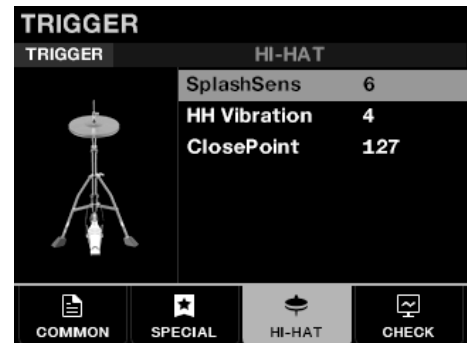 TRIGGER
TRIGGER HI-HAT
SplashSens 6
HH Vibration 4
ClosePoint 127
COMMON SPECIAL HI-HAT CHECK